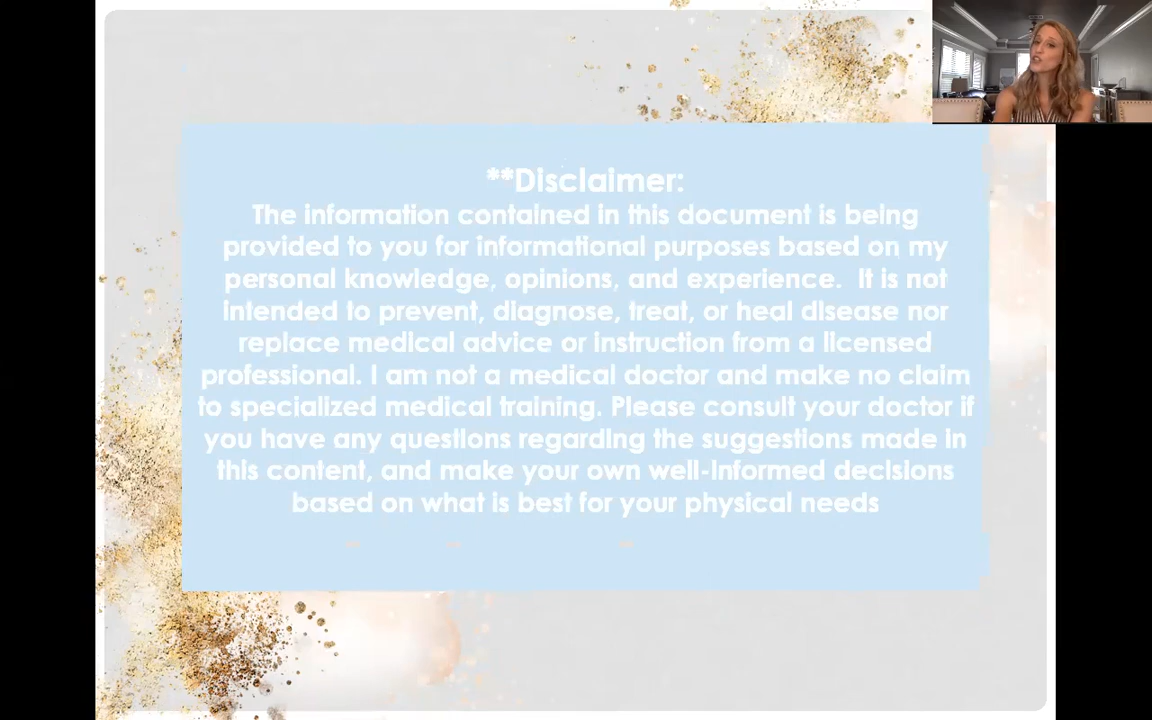 **Disclaimer:
The information contained in this document is being
provided to you for informational purposes based on my
personal knowledge, opinions, and experience.  It is not
intended to prevent, diagnose, treat, or heal disease nor
replace medical advice or instruction from a licensed
professional. I am not a medical doctor and make no claim
to specialized medical training. Please consult your doctor if
you have any questions regarding the suggestions made in
this content, and make your own well-informed decisions
based on what is best for your physical needs